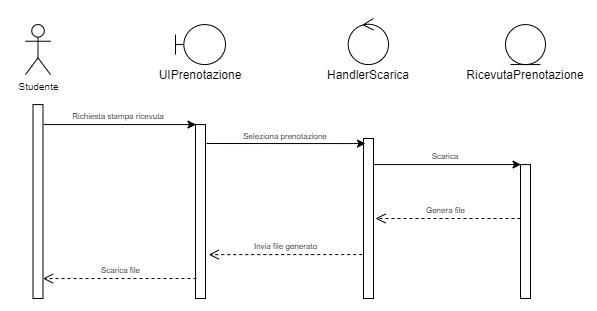 Studente
UIPrenotazione
HandlerScarica
RicevutaPrenotazione
Richiesta stampa ricevuta
Seleziona prenotazione
Scarica
Genera file
Invia file generato
Scarica file